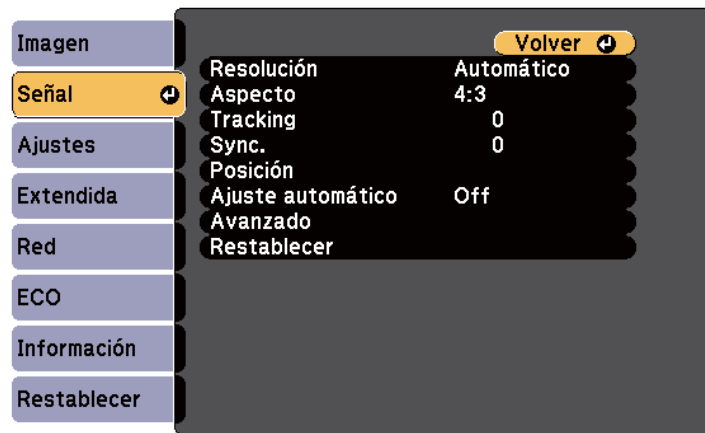 Imagen
Señal
Ajustes
Extendida
Red
ECO
Información
Restablecer
Volver
Resolución Automático
Aspecto 4:3
Tracking 0
Sync. 0
Posición
Ajuste automático Off
Avanzado
Restablecer